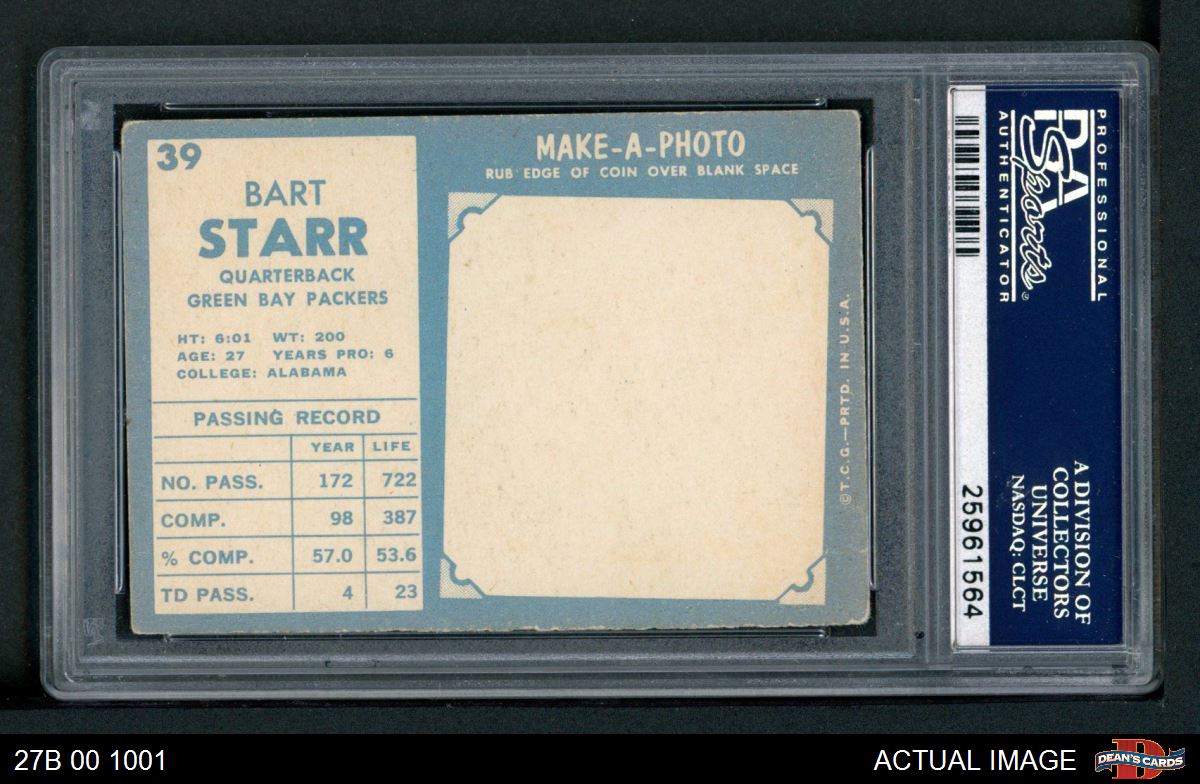 39
BART
STARR
QUARTERBACK
GREEN BAY PACKERS
HT: 6:01 WT: 200
AGE: 27 YEARS PRO: 6
COLLEGE: ALABAMA
PASSING RECORD
YEAR LIFE
NO. PASS. 172 722
COMP. 98 387
% COMP. 57.0 53.6
TD PASS. 4 23
MAKE-A-PHOTO
RUB EDGE OF COIN OVER BLANK SPACE
©T.C.G.—PRTD. IN U.S.A.
PROFESSIONAL
PSA
Sports
AUTHENTICATOR
A DIVISION OF
COLLECTORS
UNIVERSE
NASDAQ: CLCT
25961564
27B 00 1001
ACTUAL IMAGE
D
DEAN'S CARDS